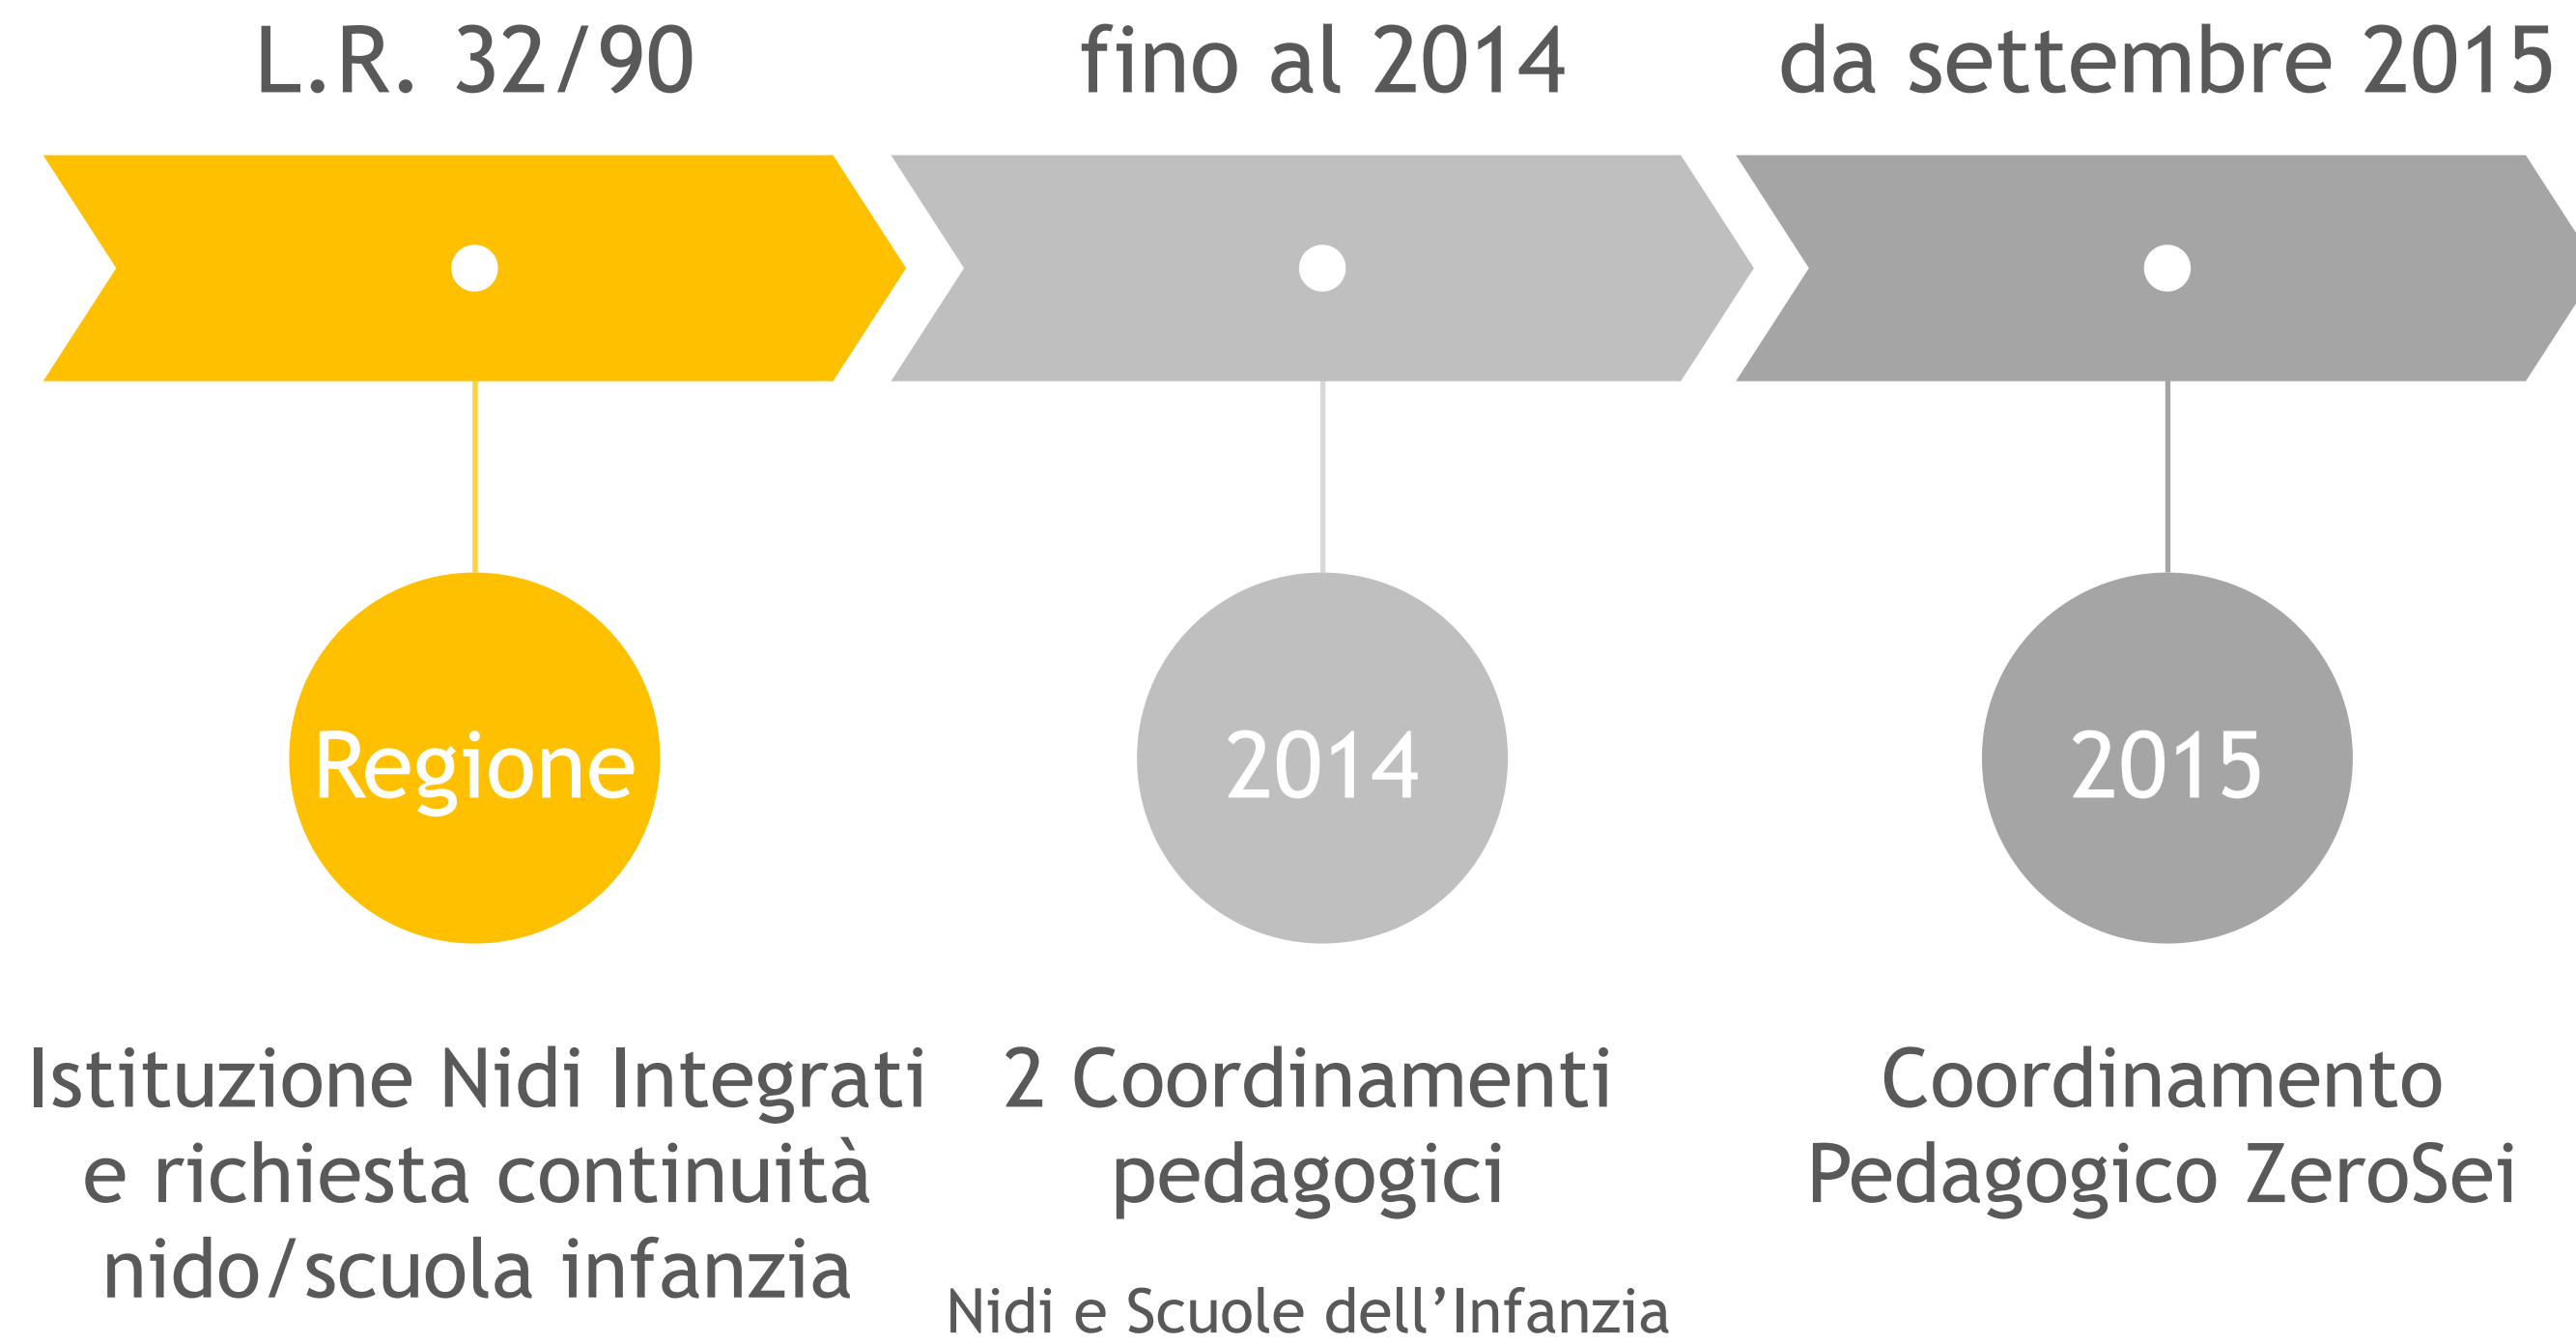 L.R. 32/90
fino al 2014
da settembre 2015
Regione
2014
2015
Istituzione Nidi Integrati
e richiesta continuità
nido/scuola infanzia
2 Coordinamenti
pedagogici
Nidi e Scuole dell’Infanzia
Coordinamento
Pedagogico ZeroSei